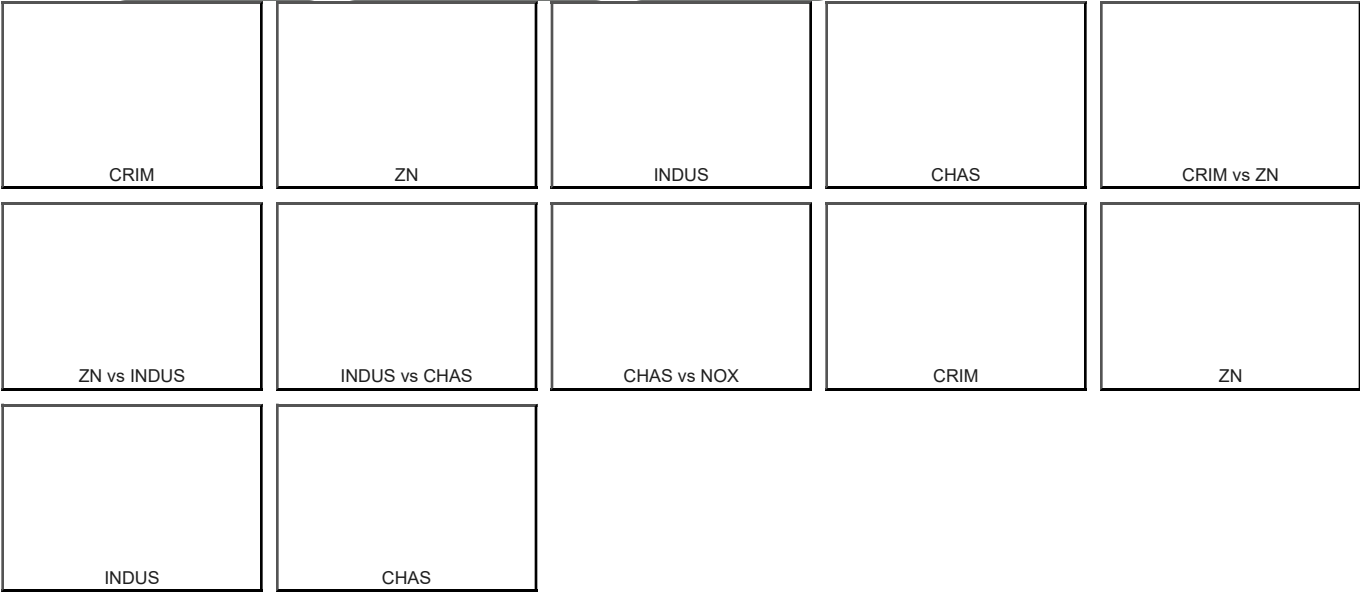 CRIM
ZN
INDUS
CHAS
CRIM vs ZN
ZN vs INDUS
INDUS vs CHAS
CHAS vs NOX
CRIM
ZN
INDUS
CHAS